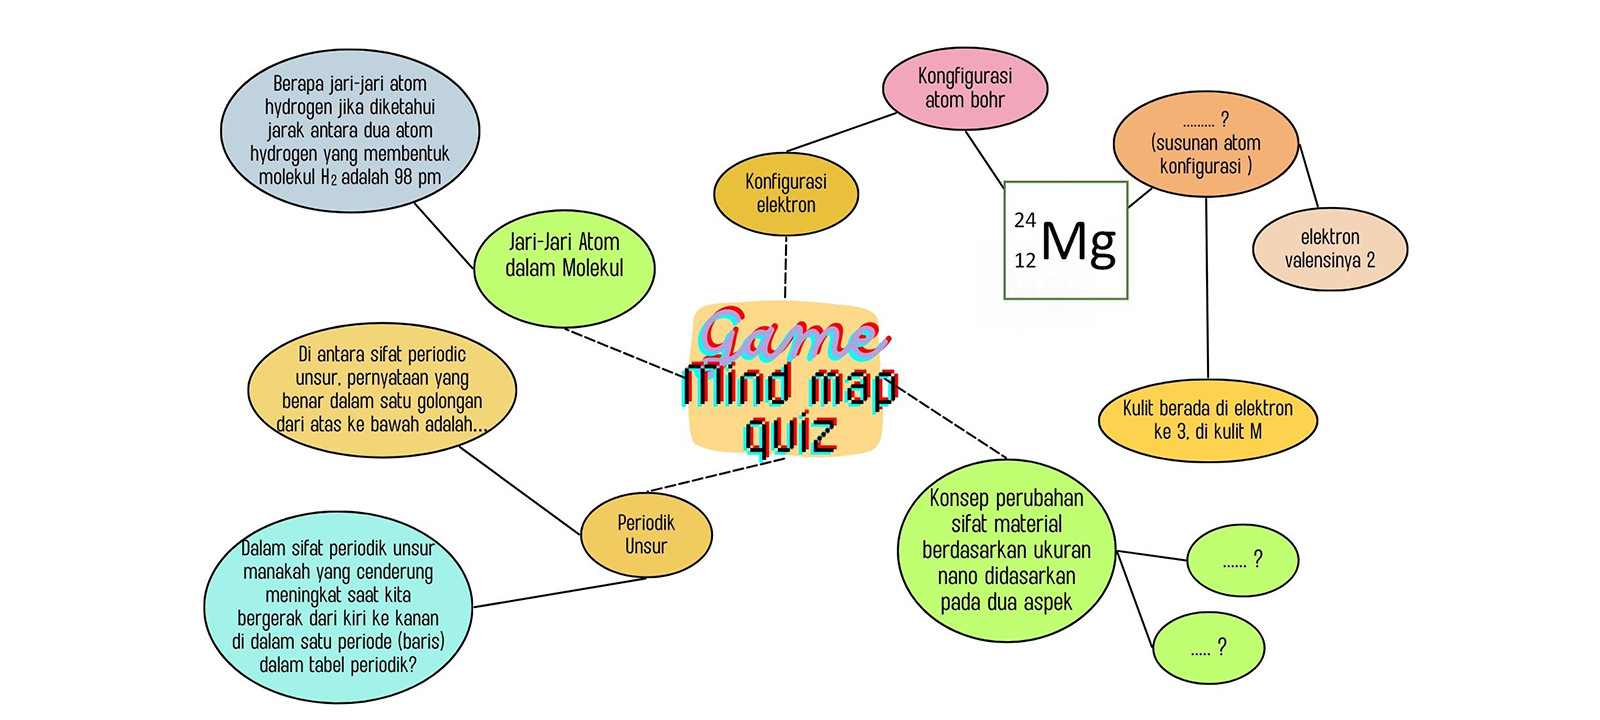 Berapa jari-jari atom
hydrogen jika diketahui
jarak antara dua atom
hydrogen yang membentuk
molekul H₂ adalah 98 pm
Jari-Jari Atom
dalam Molekul
Kongfigurasi
atom bohr
Konfigurasi
elektron
24
12
Mg
......... ?
(susunan atom
konfigurasi )
elektron
valensinya 2
Kulit berada di elektron
ke 3, di kulit M
Game
Mind map
quiz
Di antara sifat periodic
unsur, pernyataan yang
benar dalam satu golongan
dari atas ke bawah adalah...
Periodik
Unsur
Dalam sifat periodik unsur
manakah yang cenderung
meningkat saat kita
bergerak dari kiri ke kanan
di dalam satu periode (baris)
dalam tabel periodik?
Konsep perubahan
sifat material
berdasarkan ukuran
nano didasarkan
pada dua aspek
...... ?
..... ?